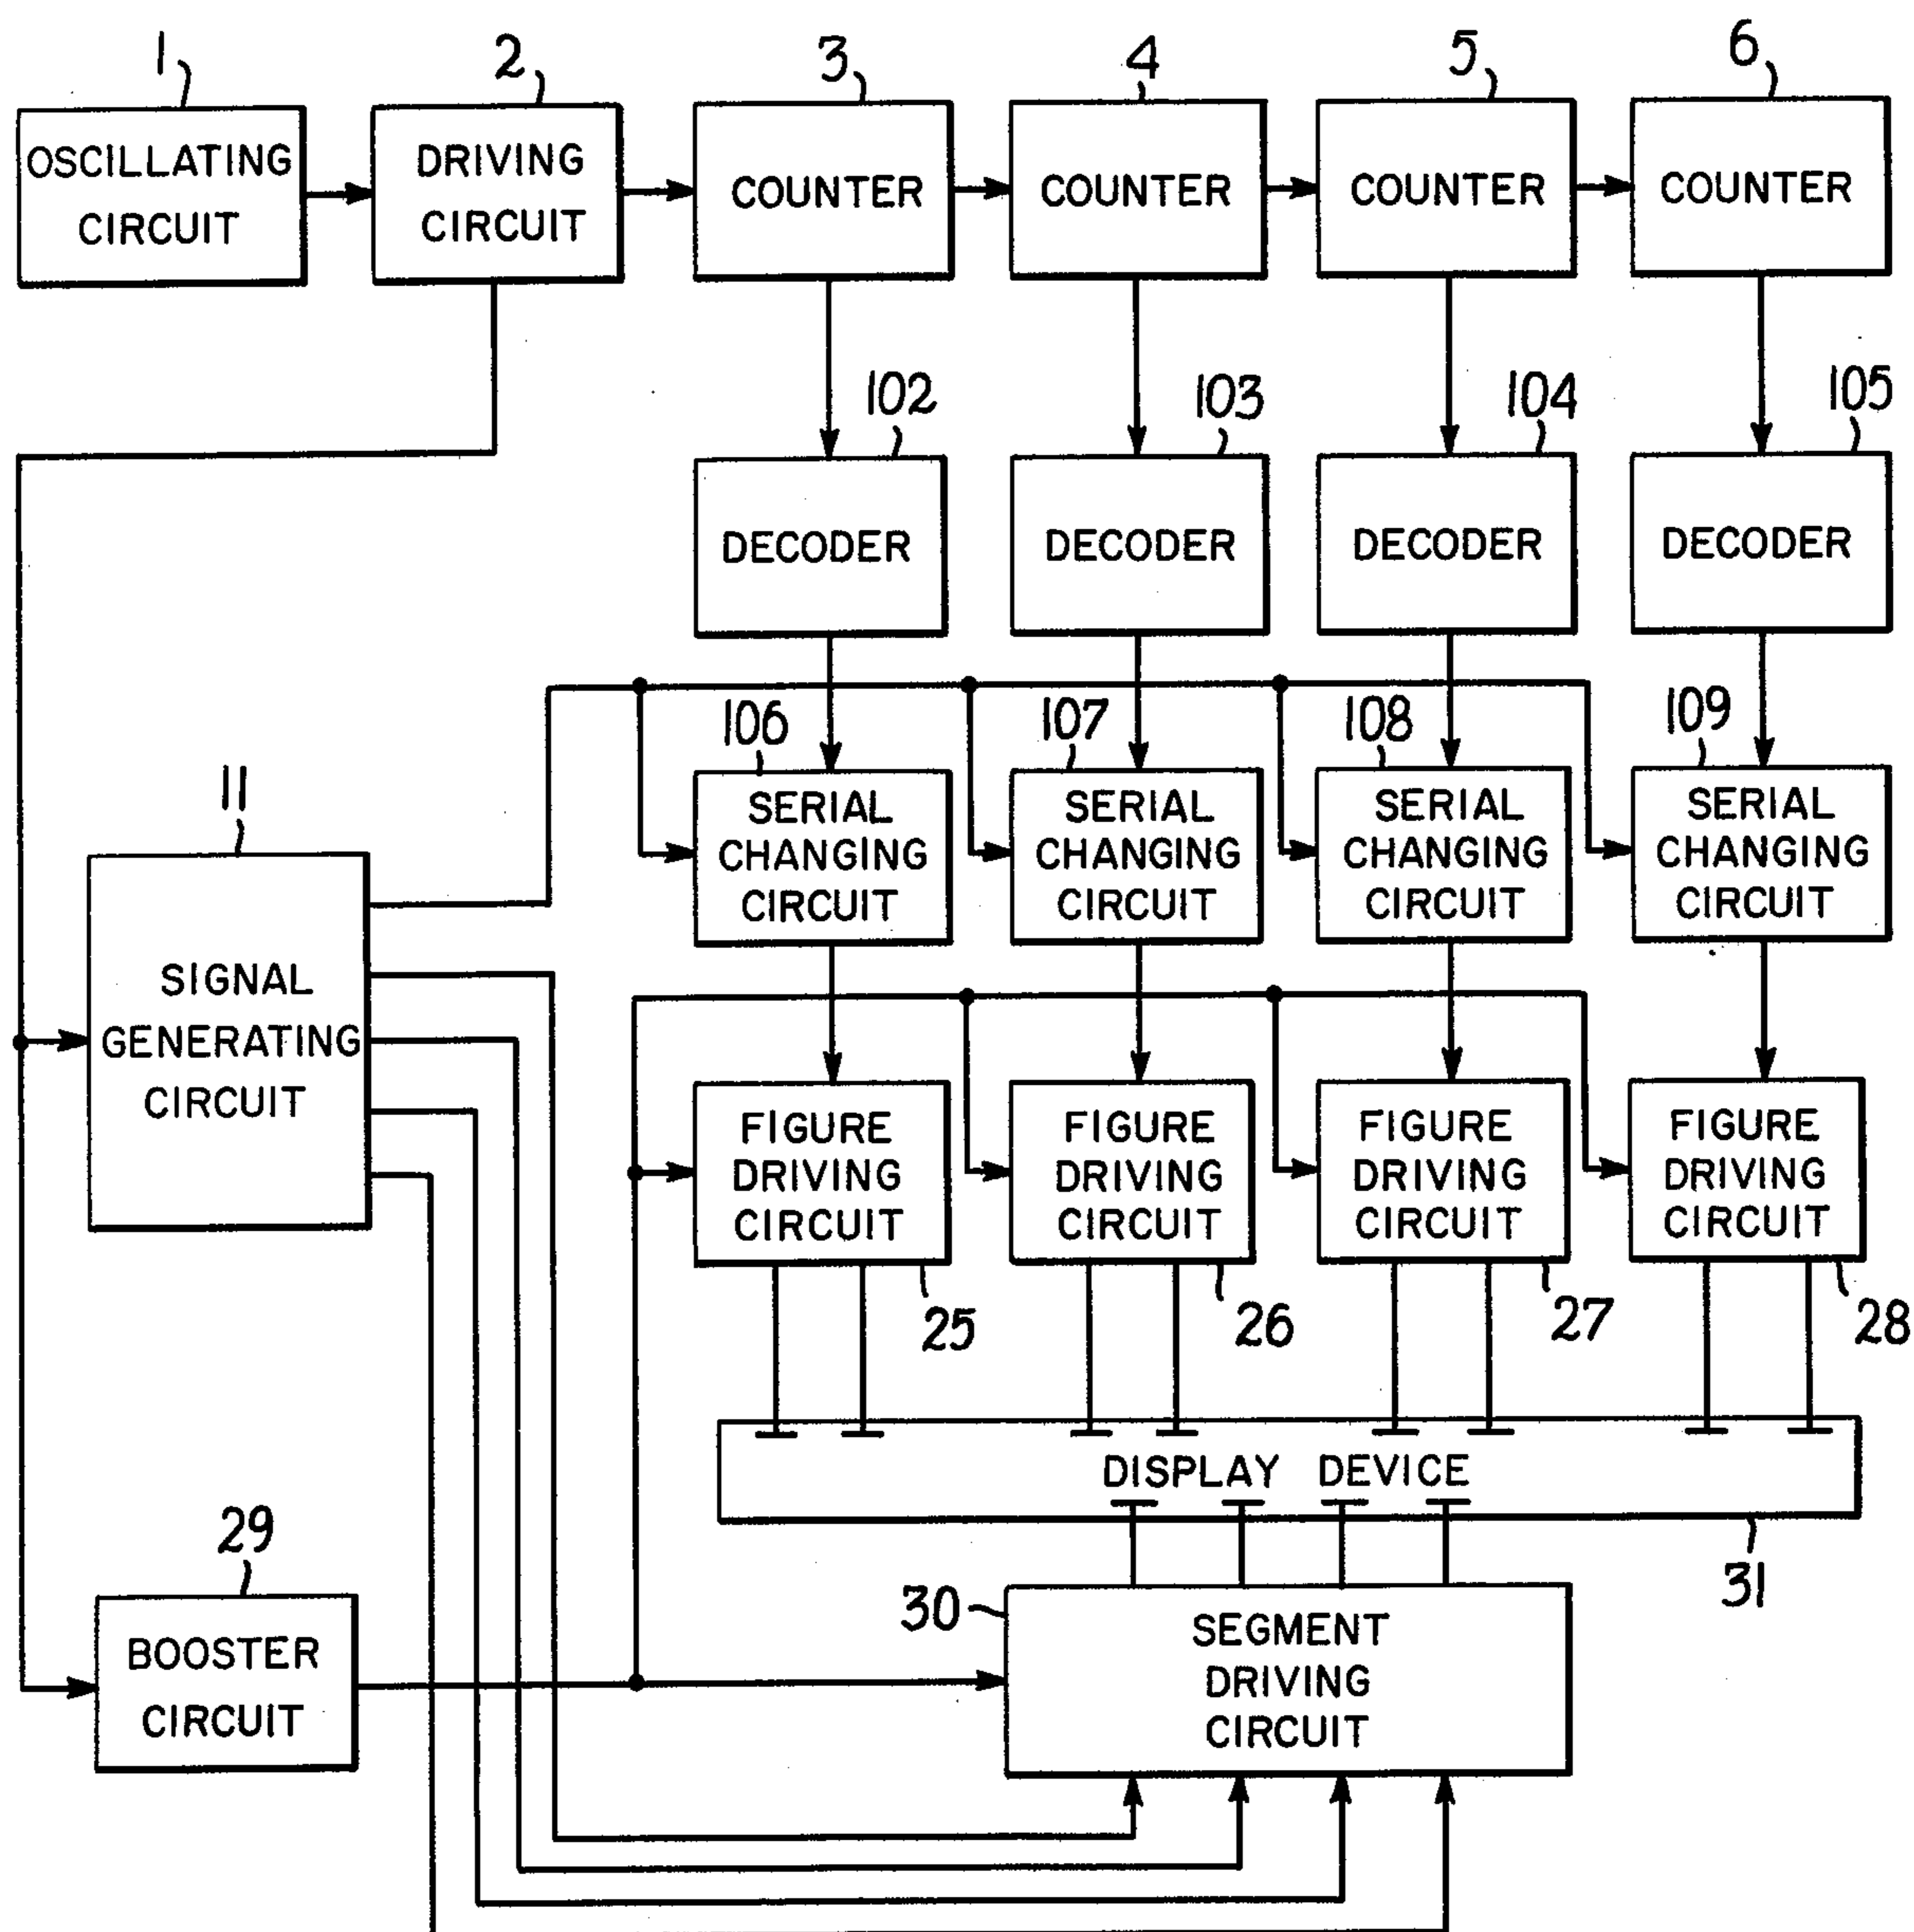 1
2
3
4
5
6
OSCILLATING
CIRCUIT
DRIVING
CIRCUIT
COUNTER
COUNTER
COUNTER
COUNTER
102
103
104
105
DECODER
DECODER
DECODER
DECODER
106
107
108
109
SERIAL
CHANGING
CIRCUIT
SERIAL
CHANGING
CIRCUIT
SERIAL
CHANGING
CIRCUIT
SERIAL
CHANGING
CIRCUIT
11
SIGNAL
GENERATING
CIRCUIT
FIGURE
DRIVING
CIRCUIT
FIGURE
DRIVING
CIRCUIT
FIGURE
DRIVING
CIRCUIT
FIGURE
DRIVING
CIRCUIT
25
26
27
28
DISPLAY DEVICE
31
29
BOOSTER
CIRCUIT
30
SEGMENT
DRIVING
CIRCUIT